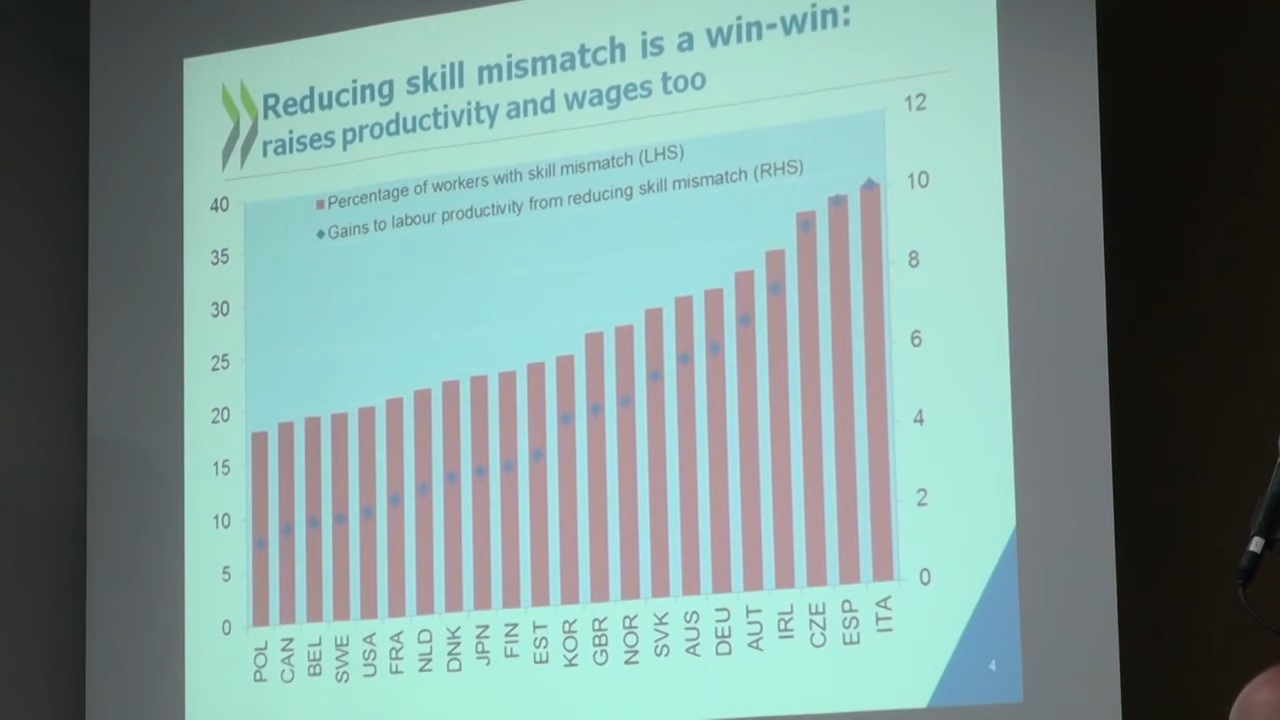 Reducing skill mismatch is a win-win:
raises productivity and wages too
Percentage of workers with skill mismatch (LHS)
Gains to labour productivity from reducing skill mismatch (RHS)
40
35
30
25
20
15
10
5
0
12
10
8
6
4
2
0
POL
CAN
BEL
SWE
USA
FRA
NLD
DNK
JPN
FIN
EST
KOR
GBR
NOR
SVK
AUS
DEU
AUT
IRL
CZE
ESP
ITA
4